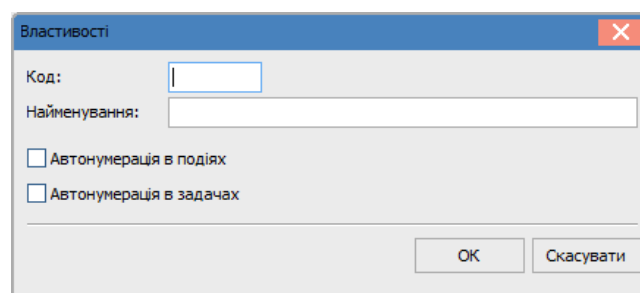 Властивості
Код:
Найменування:
Автонумерація в подіях
Автонумерація в задачах
ОК Скасувати